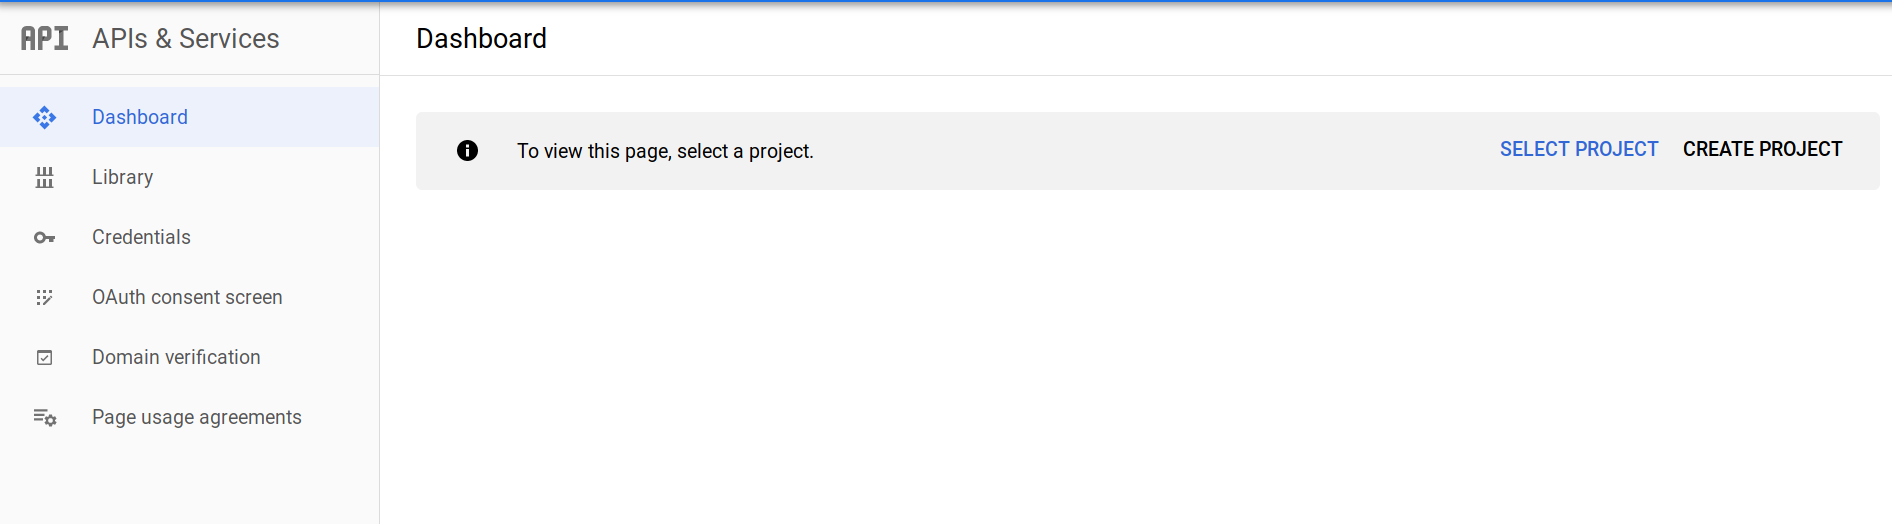 API APIs & Services
Dashboard
Library
Credentials
OAuth consent screen
Domain verification
Page usage agreements
Dashboard
To view this page, select a project.
SELECT PROJECT CREATE PROJECT